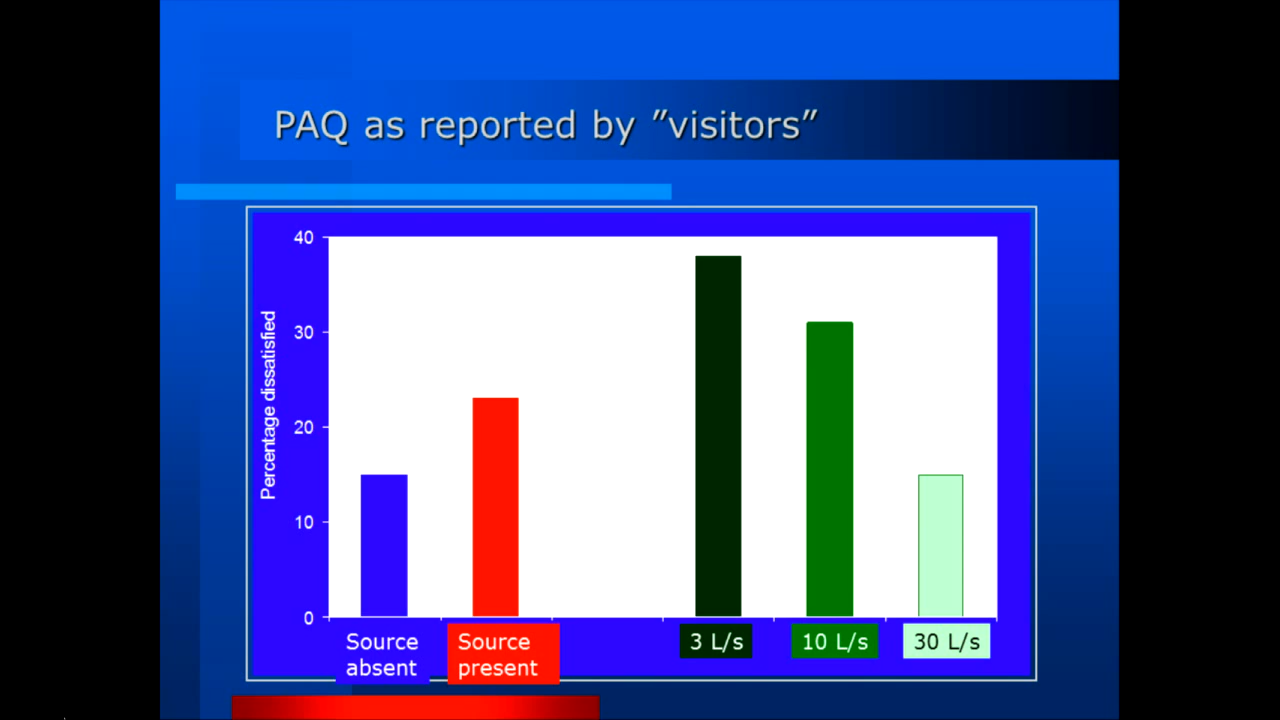 PAQ as reported by ”visitors”
40
30
20
10
0
Percentage dissatisfied
Source
absent
Source
present
3 L/s
10 L/s
30 L/s